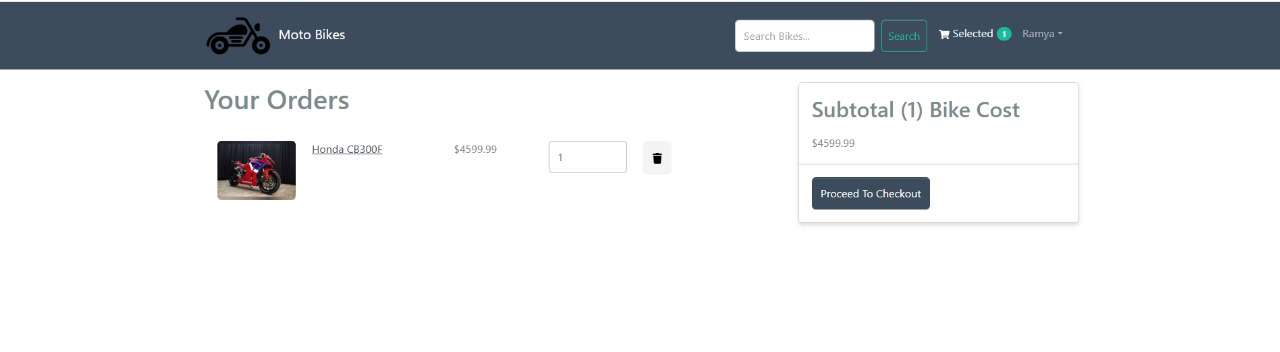 Moto Bikes
Search Bikes...
Search
Selected 1
Ramya
Your Orders
Honda CB300F
$4599.99
1
Subtotal (1) Bike Cost
$4599.99
Proceed To Checkout